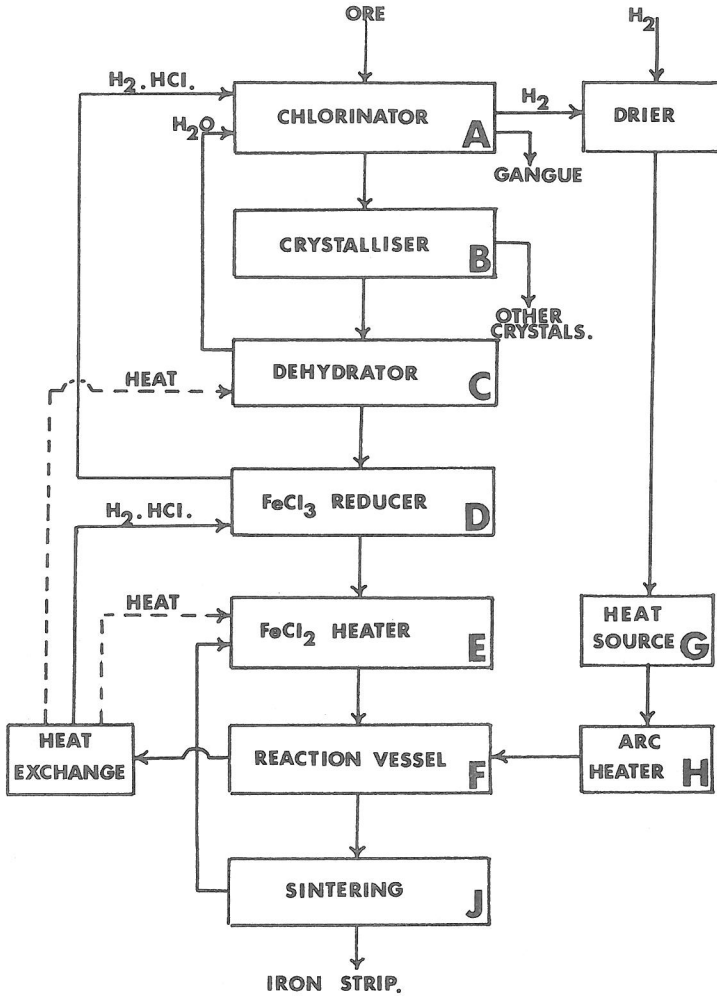 ORE
H₂
H₂.HCl.
CHLORINATOR
A
H₂
DRIER
H₂O
GANGUE
CRYSTALLISER
B
OTHER
CRYSTALS.
HEAT
DEHYDRATOR
C
FeCl₃ REDUCER
D
H₂.HCl.
HEAT
FeCl₂ HEATER
E
HEAT
SOURCE G
HEAT
EXCHANGE
REACTION VESSEL
F
ARC
HEATER H
SINTERING
J
IRON STRIP.